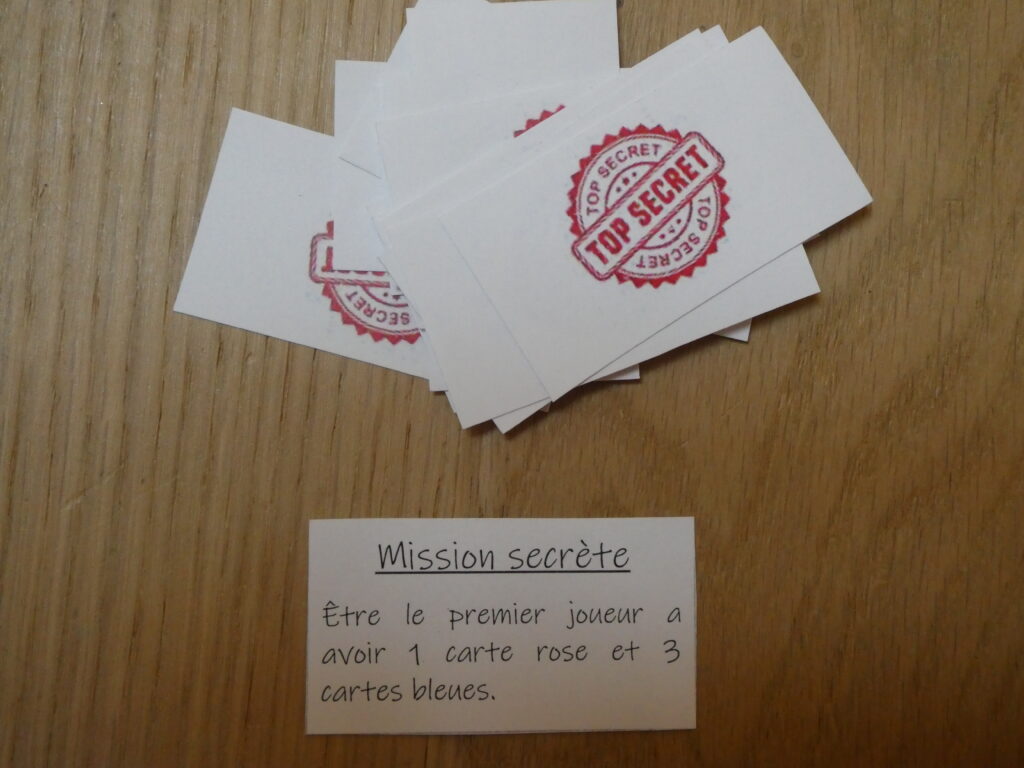 TOP SECRET
TOP SECRET
TOP SECRET
SECRET
Mission secrète
Être le premier joueur a
avoir 1 carte rose et 3
cartes bleues.